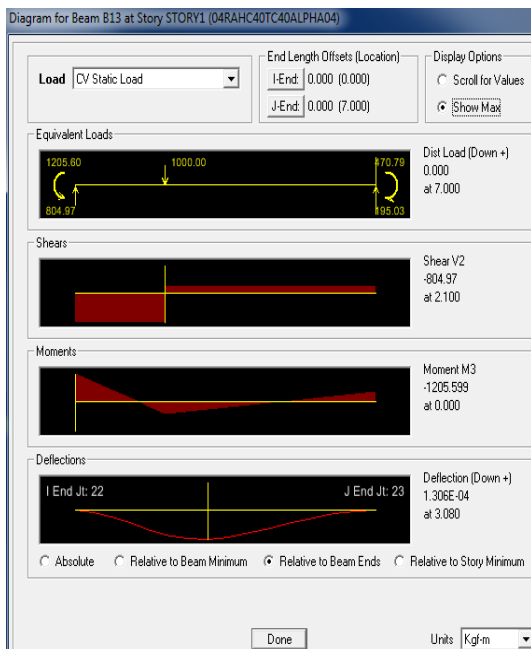 Diagram for Beam B13 at Story STORY1 (04RAHC40TC40ALPHA04)
Load CV Static Load
End Length Offsets (Location)
I-End: 0.000 (0.000)
J-End: 0.000 (7.000)
Display Options
Scroll for Values
Show Max
Equivalent Loads
1205.60 1000.00 470.79
804.97 195.03
Dist Load (Down +)
0.000
at 7.000
Shears
Shear V2
-804.97
at 2.100
Moments
Moment M3
-1205.599
at 0.000
Deflections
I End Jt: 22 J End Jt: 23
Deflection (Down +)
1.306E-04
at 3.080
Absolute Relative to Beam Minimum Relative to Beam Ends Relative to Story Minimum
Done Units Kgf-m